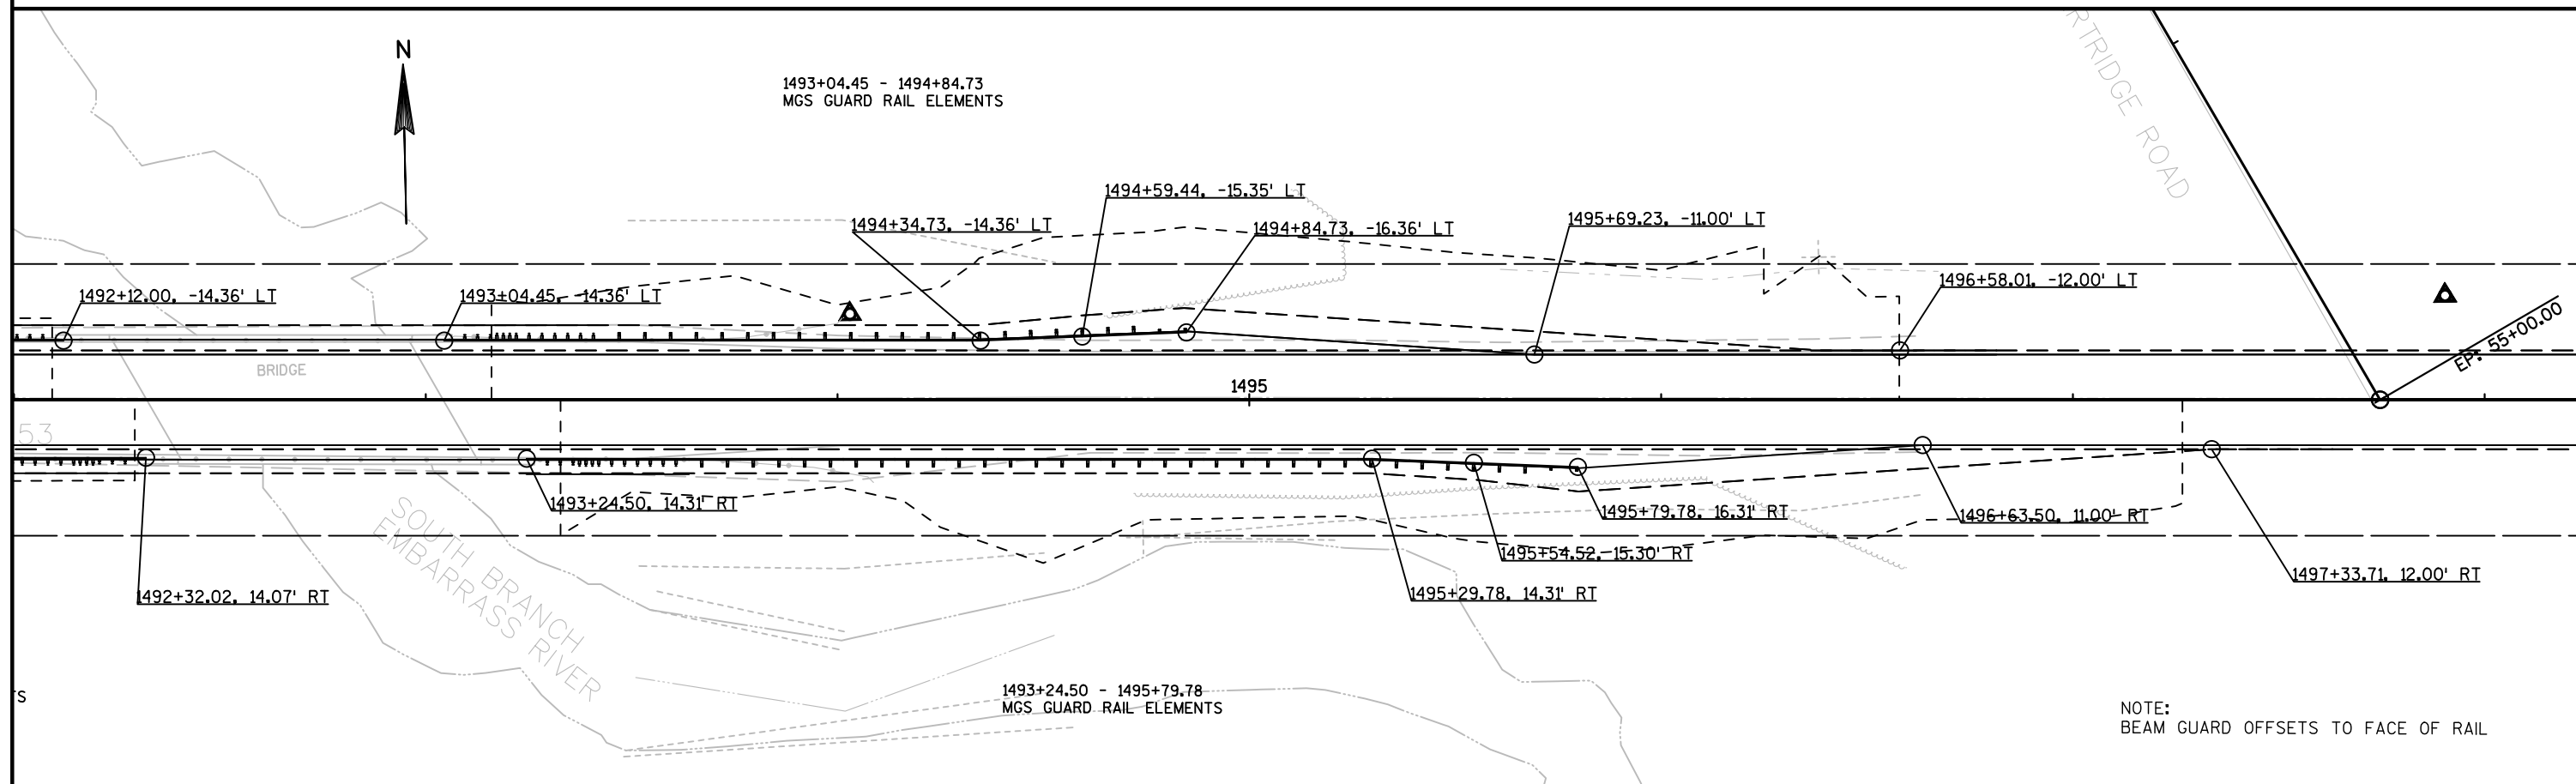 N
1493+04.45 - 1494+84.73
MGS GUARD RAIL ELEMENTS
RTRIDGE ROAD
1494+59.44, -15.35' LT
1494+34.73, -14.36' LT
1494+84.73, -16.36' LT
1495+69.23, -11.00' LT
1492+12.00, -14.36' LT
1493+04.45, -14.36' LT
1496+58.01, -12.00' LT
EP: 55+00.00
BRIDGE
1495
53
1493+24.50, 14.31' RT
1495+79.78, 16.31' RT
1496+63.50, 11.00' RT
SOUTH BRANCH
EMBARRASS RIVER
1495+54.52, 15.30' RT
1497+33.71, 12.00' RT
1492+32.02, 14.07' RT
1495+29.78, 14.31' RT
TS
1493+24.50 - 1495+79.78
MGS GUARD RAIL ELEMENTS
NOTE:
BEAM GUARD OFFSETS TO FACE OF RAIL